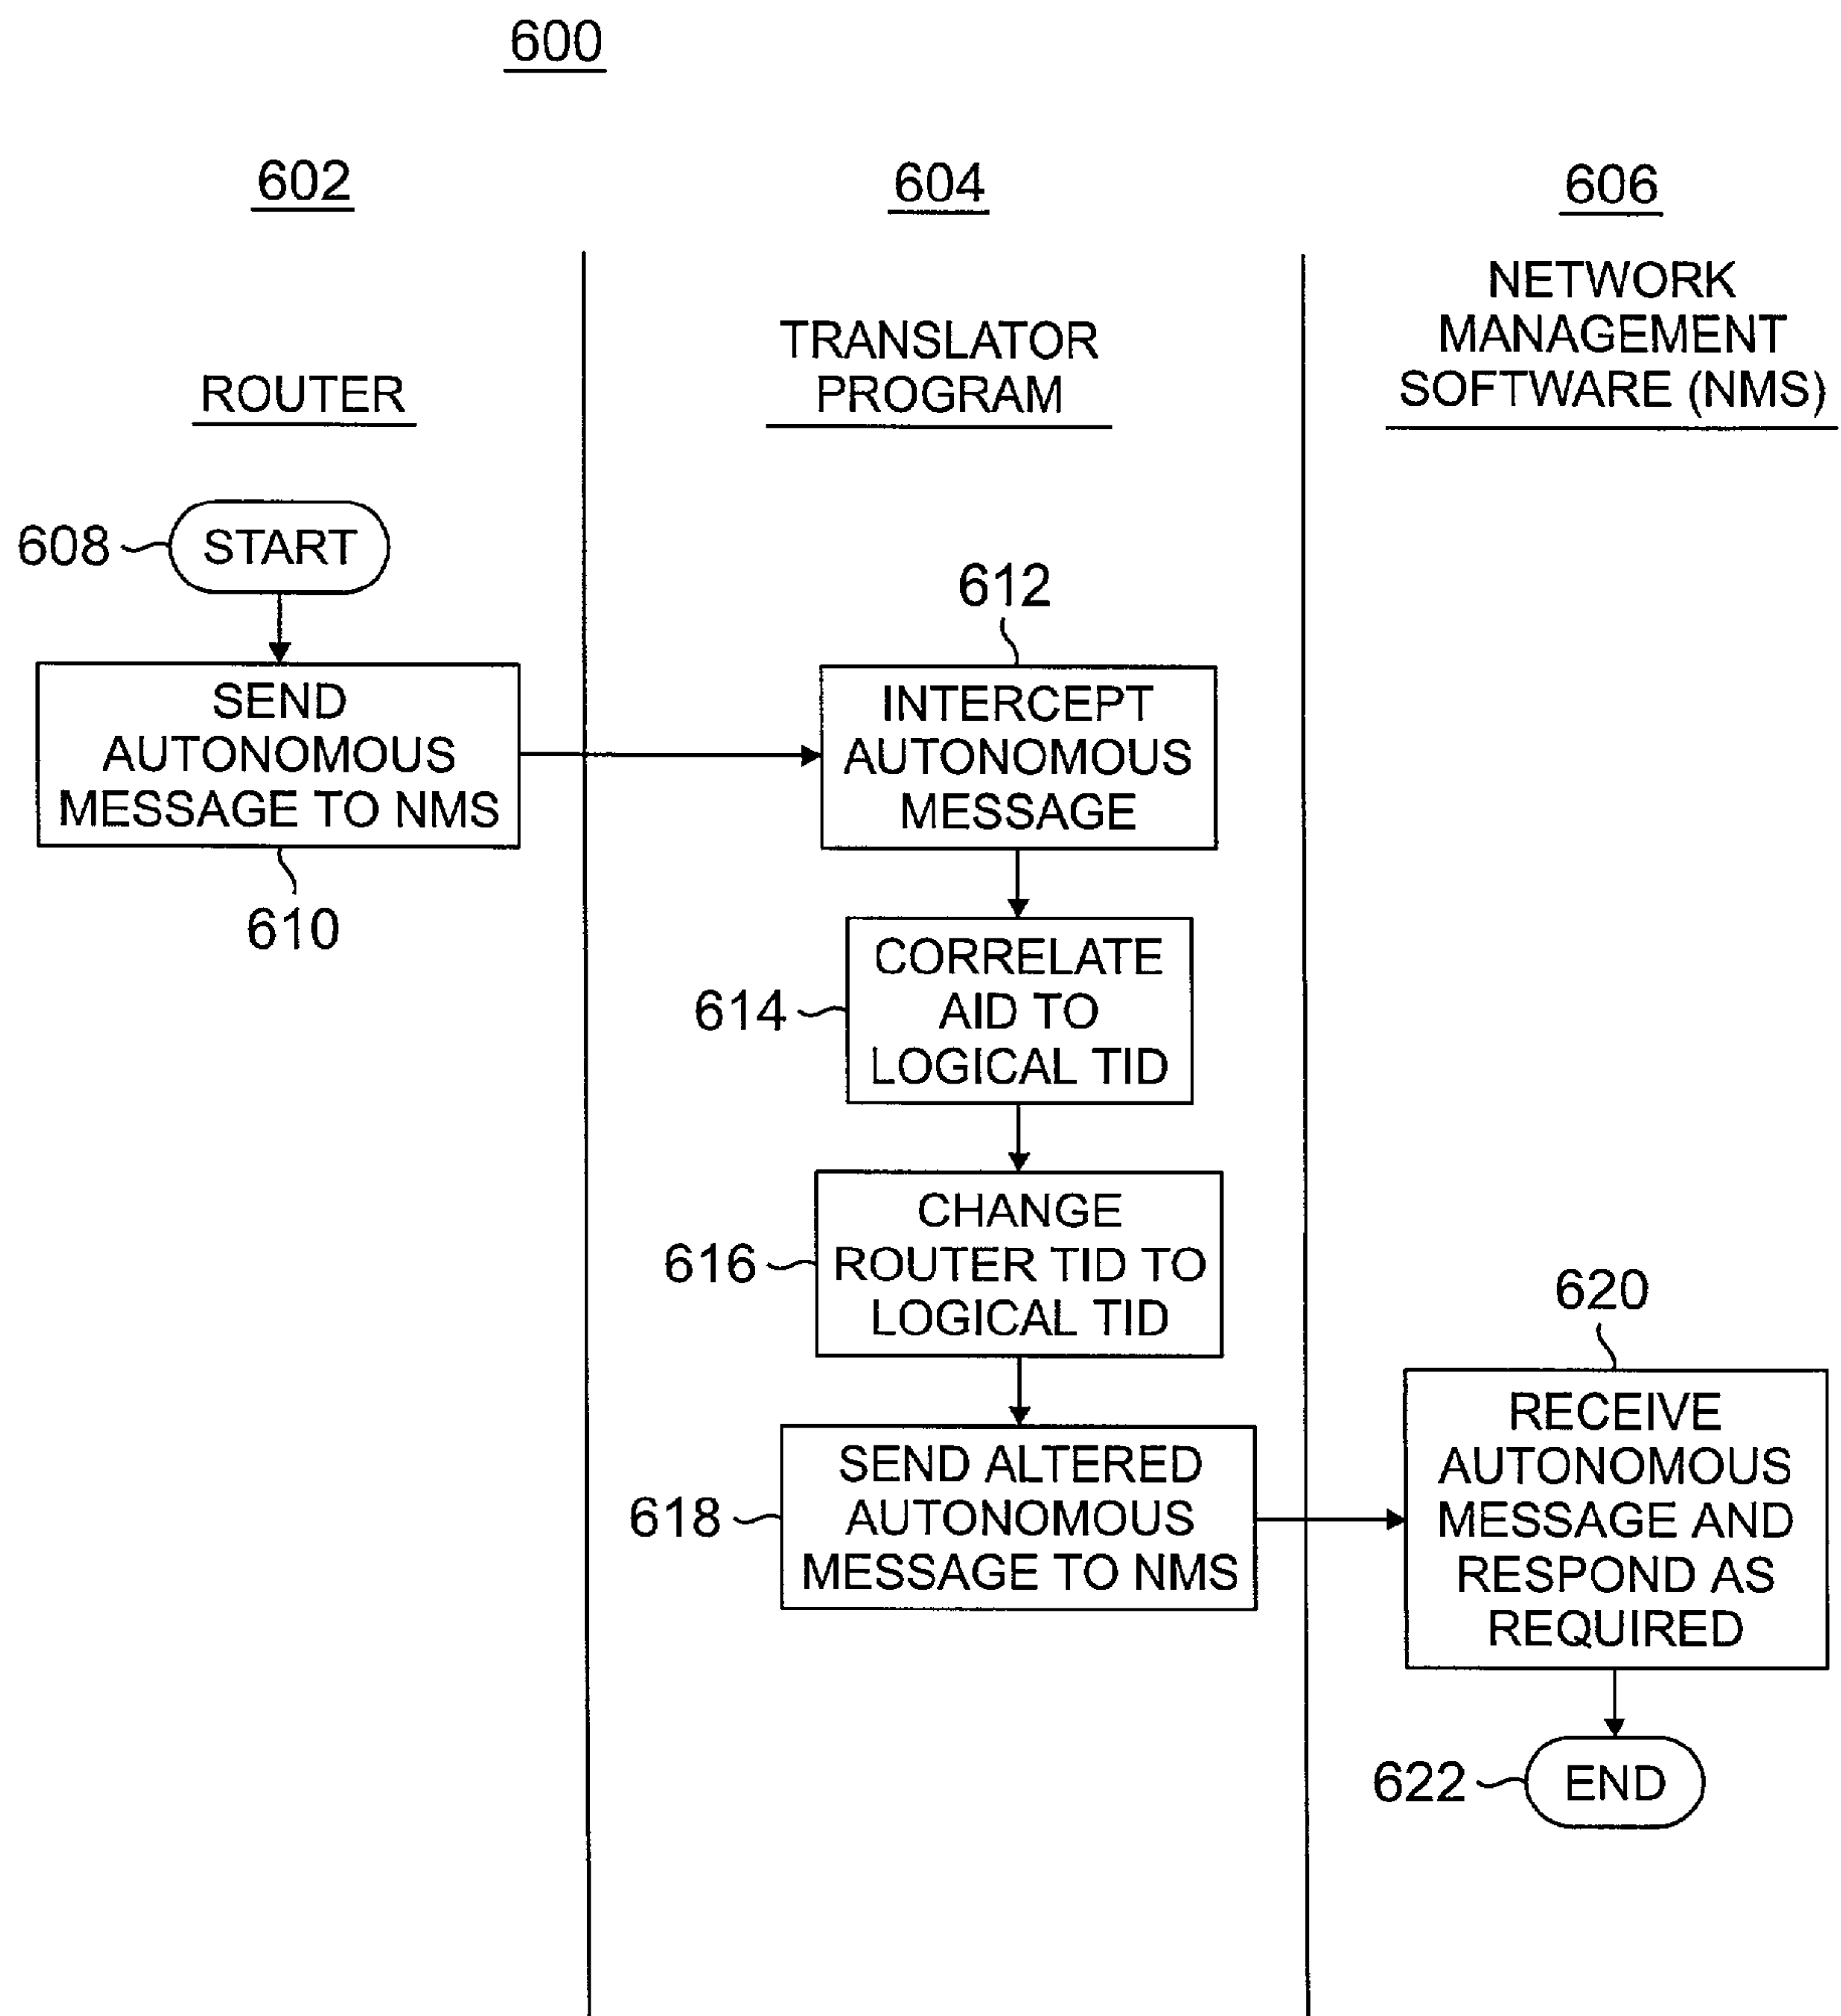 600
602
604
606
ROUTER
TRANSLATOR
PROGRAM
NETWORK
MANAGEMENT
SOFTWARE (NMS)
608
START
SEND
AUTONOMOUS
MESSAGE TO NMS
610
612
INTERCEPT
AUTONOMOUS
MESSAGE
614
CORRELATE
AID TO
LOGICAL TID
616
CHANGE
ROUTER TID TO
LOGICAL TID
618
SEND ALTERED
AUTONOMOUS
MESSAGE TO NMS
620
RECEIVE
AUTONOMOUS
MESSAGE AND
RESPOND AS
REQUIRED
622
END